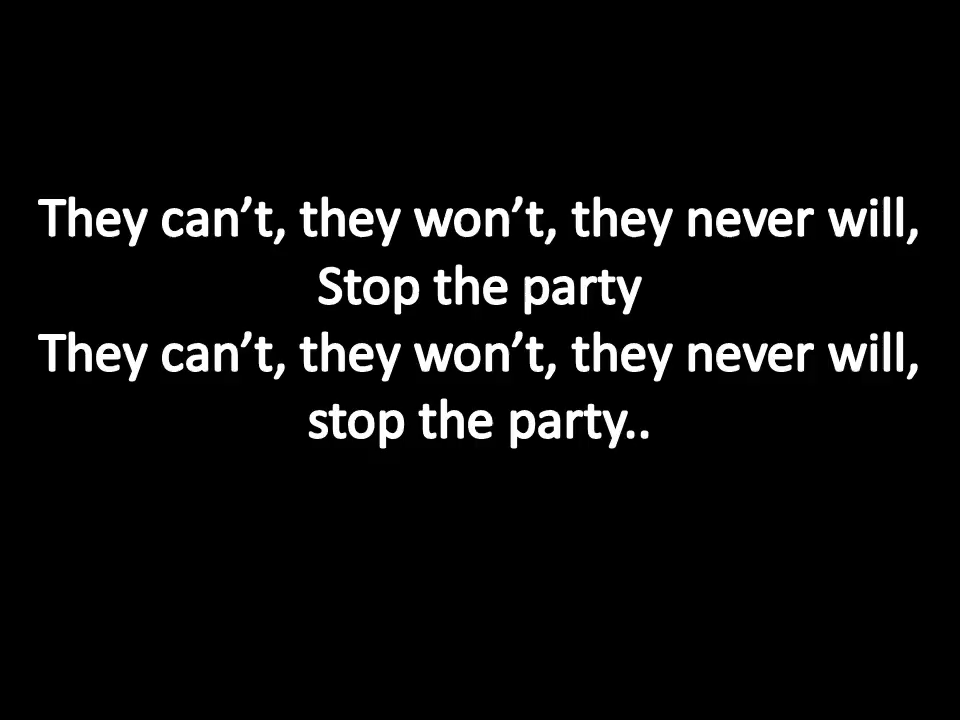 They can’t, they won’t, they never will,
Stop the party
They can’t, they won’t, they never will,
stop the party..